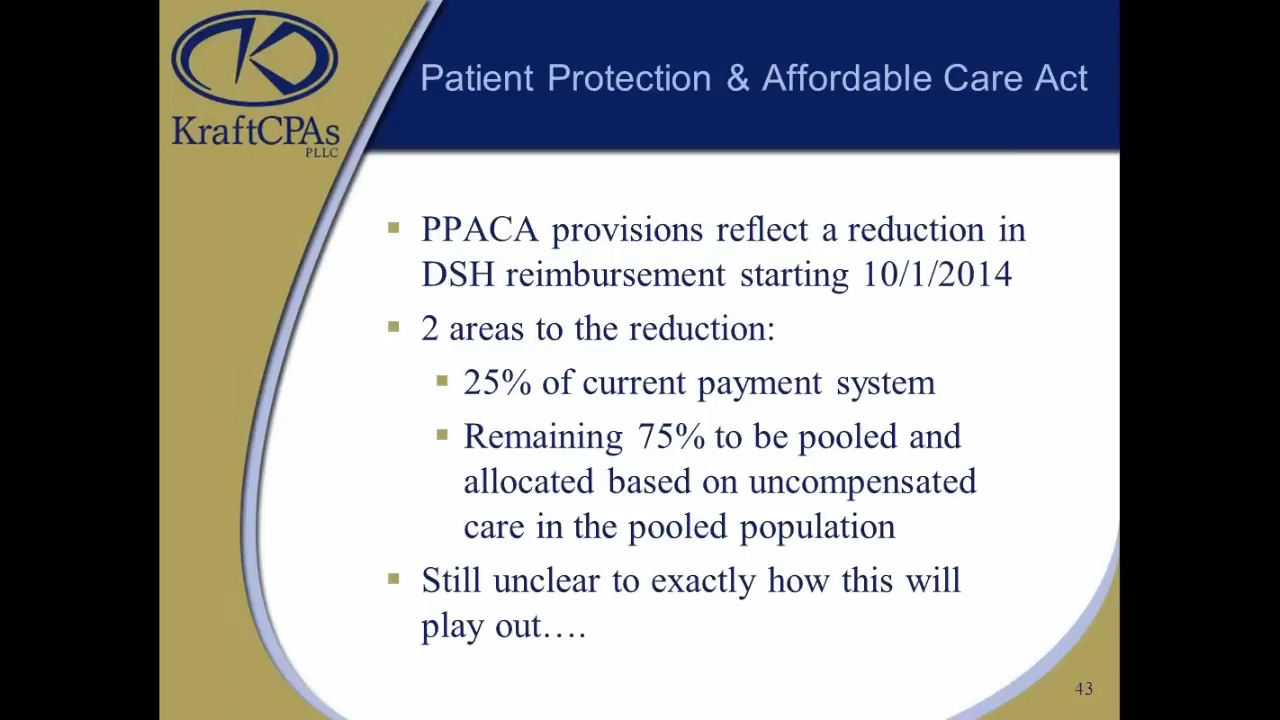 KraftCPAs
PLLC
Patient Protection & Affordable Care Act
PPACA provisions reflect a reduction in
DSH reimbursement starting 10/1/2014
2 areas to the reduction:
25% of current payment system
Remaining 75% to be pooled and
allocated based on uncompensated
care in the pooled population
Still unclear to exactly how this will
play out….
43